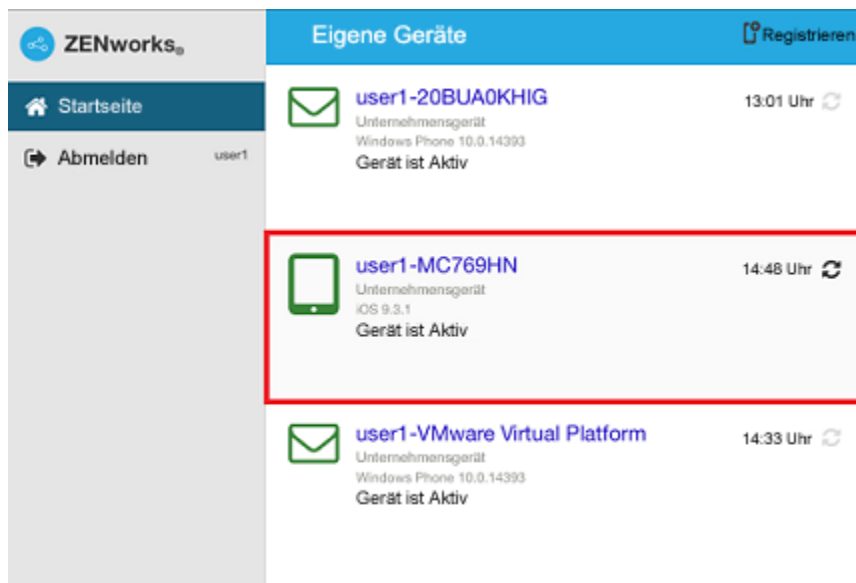 ZENworks®
Startseite
Abmelden user1
Eigene Geräte Registrieren
user1-20BUA0KHIG 13:01 Uhr
Unternehmensgerät
Windows Phone 10.0.14393
Gerät ist Aktiv
user1-MC769HN 14:48 Uhr
Unternehmensgerät
iOS 9.3.1
Gerät ist Aktiv
user1-VMware Virtual Platform 14:33 Uhr
Unternehmensgerät
Windows Phone 10.0.14393
Gerät ist Aktiv